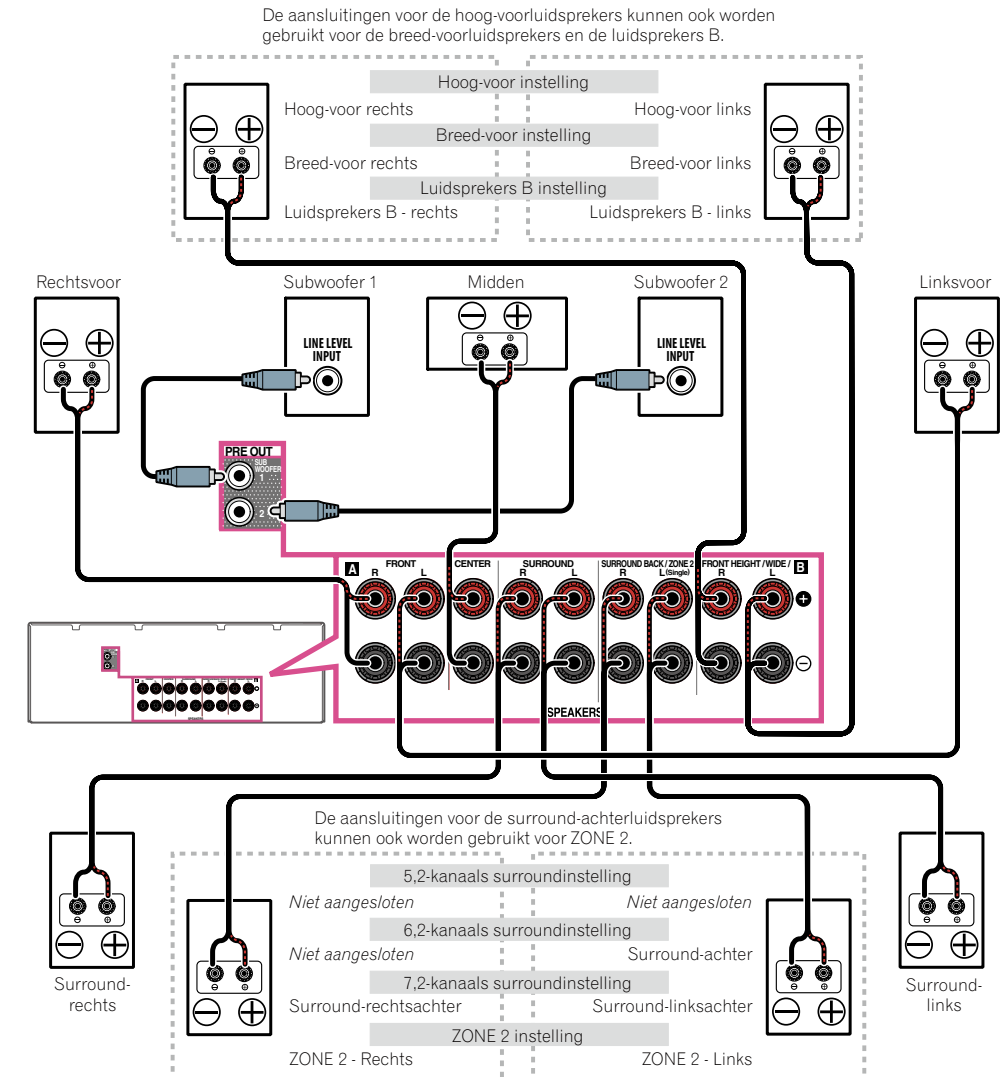 De aansluitingen voor de hoog-voorluidsprekers kunnen ook worden
gebruikt voor de breed-voorluidsprekers en de luidsprekers B.
Hoog-voor instelling
Hoog-voor rechts
Hoog-voor links
Breed-voor instelling
Breed-voor rechts
Breed-voor links
Luidsprekers B instelling
Luidsprekers B - rechts
Luidsprekers B - links
Rechtsvoor
Subwoofer 1
Midden
Subwoofer 2
Linksvoor
LINE LEVEL
INPUT
LINE LEVEL
INPUT
PRE OUT
SUB
WOOFER
1
2
A
FRONT
R
L
CENTER
SURROUND
R
L
SURROUND BACK / ZONE 2
R
L (Single)
FRONT HEIGHT / WIDE /
B
R
L
SPEAKERS
De aansluitingen voor de surround-achterluidsprekers
kunnen ook worden gebruikt voor ZONE 2.
5,2-kanaals surroundinstelling
Niet aangesloten
Niet aangesloten
6,2-kanaals surroundinstelling
Niet aangesloten
Surround-achter
7,2-kanaals surroundinstelling
Surround-rechtsachter
Surround-linksachter
ZONE 2 instelling
ZONE 2 - Rechts
ZONE 2 - Links
Surround-
rechts
Surround-
links